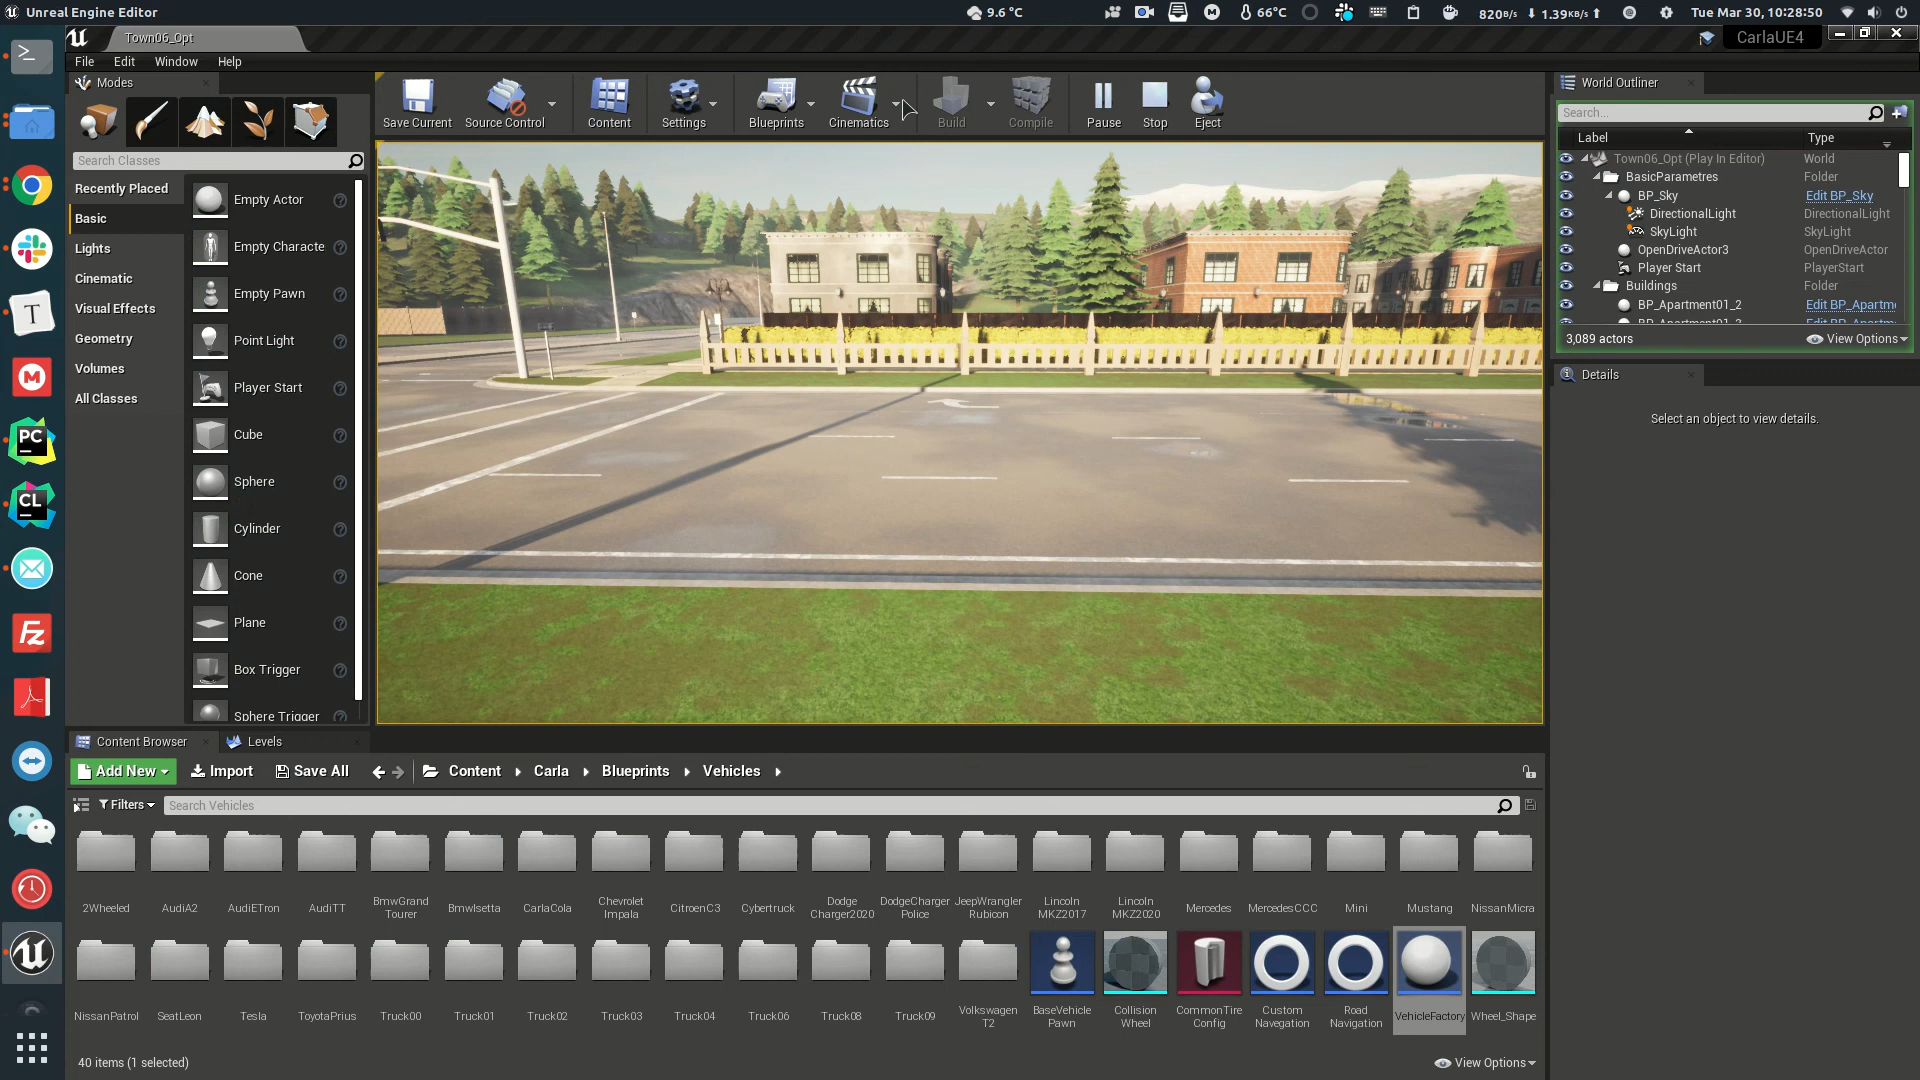 Unreal Engine Editor
9.6 °C
66°C
820B/s 1.39KB/s
Tue Mar 30, 10:28:50
Town06_Opt
CarlaUE4
File Edit Window Help
Modes
Search Classes
Recently Placed
Basic
Lights
Cinematic
Visual Effects
Geometry
Volumes
All Classes
Empty Actor
Empty Characte
Empty Pawn
Point Light
Player Start
Cube
Sphere
Cylinder
Cone
Plane
Box Trigger
Sphere Trigger
Save Current
Source Control
Content
Settings
Blueprints
Cinematics
Build
Compile
Pause
Stop
Eject
World Outliner
Search...
Label Type
Town06_Opt (Play In Editor) World
BasicParametres Folder
BP_Sky Edit BP_Sky
DirectionalLight DirectionalLight
SkyLight SkyLight
OpenDriveActor3 OpenDriveActor
Player Start PlayerStart
Buildings Folder
BP_Apartment01_2 Edit BP_Apartm
3,089 actors View Options
Details
Select an object to view details.
Content Browser
Levels
Add New
Import
Save All
Content Carla Blueprints Vehicles
Filters
Search Vehicles
2Wheeled
AudiA2
AudiETron
AudiTT
BmwGrand
Tourer
BmwIsetta
CarlaCola
Chevrolet
Impala
CitroenC3
Cybertruck
Dodge
Charger2020
DodgeCharger
Police
JeepWrangler
Rubicon
Lincoln
MKZ2017
Lincoln
MKZ2020
Mercedes
MercedesCCC
Mini
Mustang
NissanMicra
NissanPatrol
SeatLeon
Tesla
ToyotaPrius
Truck00
Truck01
Truck02
Truck03
Truck04
Truck06
Truck08
Truck09
Volkswagen
T2
BaseVehicle
Pawn
Collision
Wheel
CommonTire
Config
Custom
Navigation
Road
Navigation
VehicleFactory
Wheel_Shape
40 items (1 selected)
View Options
T
M
PC
CL
Fz